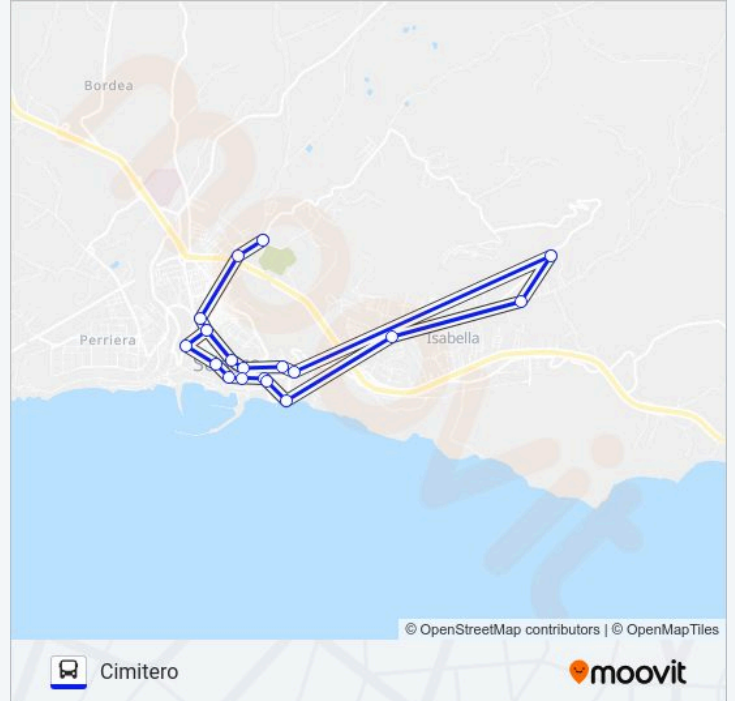 Bordea
Perriera
Isabella
© OpenStreetMap contributors | © OpenMapTiles
Cimitero
moovit